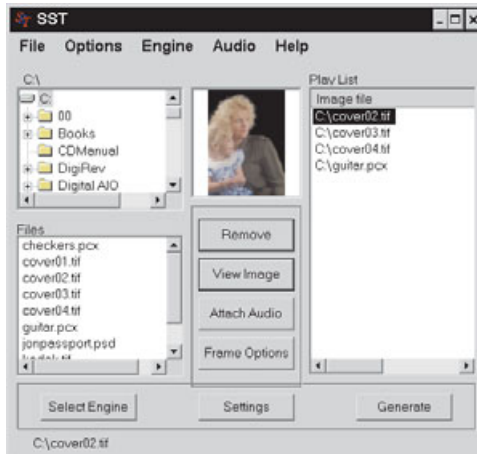 SST
File Options Engine Audio Help
C:\
C:
00
Books
CDManual
DigiRev
Digital AIO
Files
checkers.pcx
cover01.tif
cover02.tif
cover03.tif
cover04.tif
guitar.pcx
jonpassport.psd
kodak.tif
Remove
View Image
Attach Audio
Frame Options
Play List
Image file
C:\cover02.tif
C:\cover03.tif
C:\cover04.tif
C:\guitar.pcx
Select Engine Settings Generate
C:\cover02.tif